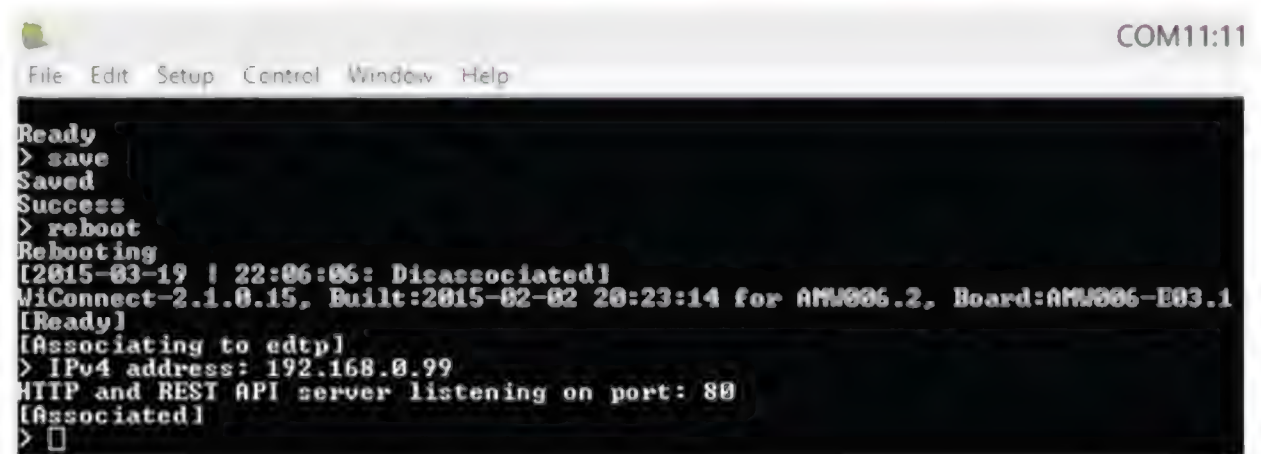 COM11:11
File Edit Setup Control Window Help
Ready
> save
Saved
Success
> reboot
Rebooting
[2015-03-19 | 22:06:06: Disassociated]
WiConnect-2.1.0.15, Built:2015-02-02 20:23:14 for AMW006.2, Board:AMW006-E03.1
[Ready]
[Associating to edtp]
> IPv4 address: 192.168.0.99
HTTP and REST API server listening on port: 80
[Associated]
>